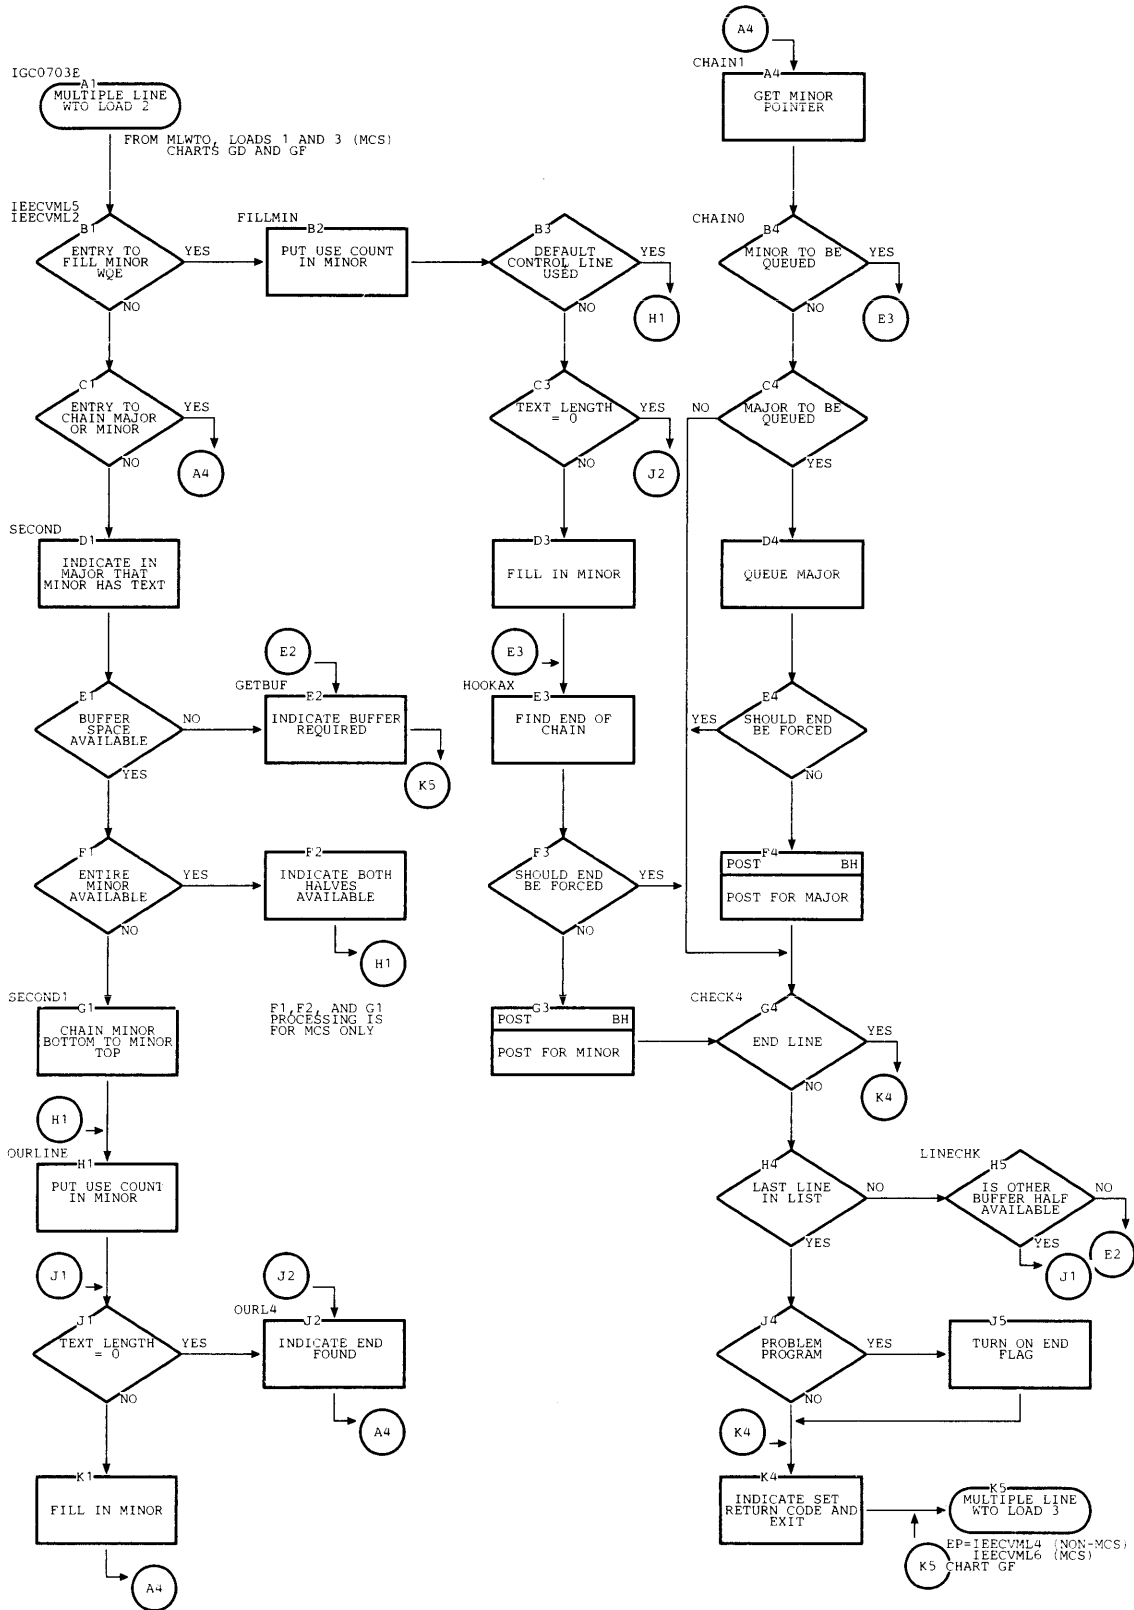 IGC0703E
A1
MULTIPLE LINE
WTO LOAD 2
FROM MLWTO, LOADS 1 AND 3 (MCS)
CHARTS GD AND GF
IEECVML5
IEECVML2
B1
ENTRY TO
FILL MINOR
WQE
YES
NO
FILLMIN
B2
PUT USE COUNT
IN MINOR
B3
DEFAULT
CONTROL LINE
USED
YES
H1
NO
C1
ENTRY TO
CHAIN MAJOR
OR MINOR
YES
A4
NO
C3
TEXT LENGTH
= 0
YES
J2
NO
SECOND
D1
INDICATE IN
MAJOR THAT
MINOR HAS TEXT
D3
FILL IN MINOR
E1
BUFFER
SPACE
AVAILABLE
NO
YES
E2
GETBUF
E2
INDICATE BUFFER
REQUIRED
K5
E3
HOOKAX
E3
FIND END OF
CHAIN
F1
ENTIRE
MINOR
AVAILABLE
YES
NO
F2
INDICATE BOTH
HALVES
AVAILABLE
H1
F3
SHOULD END
BE FORCED
YES
NO
SECOND1
G1
CHAIN MINOR
BOTTOM TO MINOR
TOP
F1,F2, AND G1
PROCESSING IS
FOR MCS ONLY
G3
POST BH
POST FOR MINOR
H1
OURLINE
H1
PUT USE COUNT
IN MINOR
J1
J1
TEXT LENGTH
= 0
YES
NO
J2
OURL4
J2
INDICATE END
FOUND
A4
K1
FILL IN MINOR
A4
A4
CHAIN1
A4
GET MINOR
POINTER
CHAIN0
B4
MINOR TO BE
QUEUED
YES
E3
NO
C4
MAJOR TO BE
QUEUED
NO
YES
D4
QUEUE MAJOR
E4
SHOULD END
BE FORCED
YES
NO
F4
POST BH
POST FOR MAJOR
CHECK4
G4
END LINE
YES
K4
NO
H4
LAST LINE
IN LIST
NO
YES
LINECHK
H5
IS OTHER
BUFFER HALF
AVAILABLE
NO
E2
YES
J1
J4
PROBLEM
PROGRAM
YES
NO
J5
TURN ON END
FLAG
K4
K4
INDICATE SET
RETURN CODE AND
EXIT
K5
MULTIPLE LINE
WTO LOAD 3
EP=IEECVML4 (NON-MCS)
IEECVML6 (MCS)
K5
CHART GF